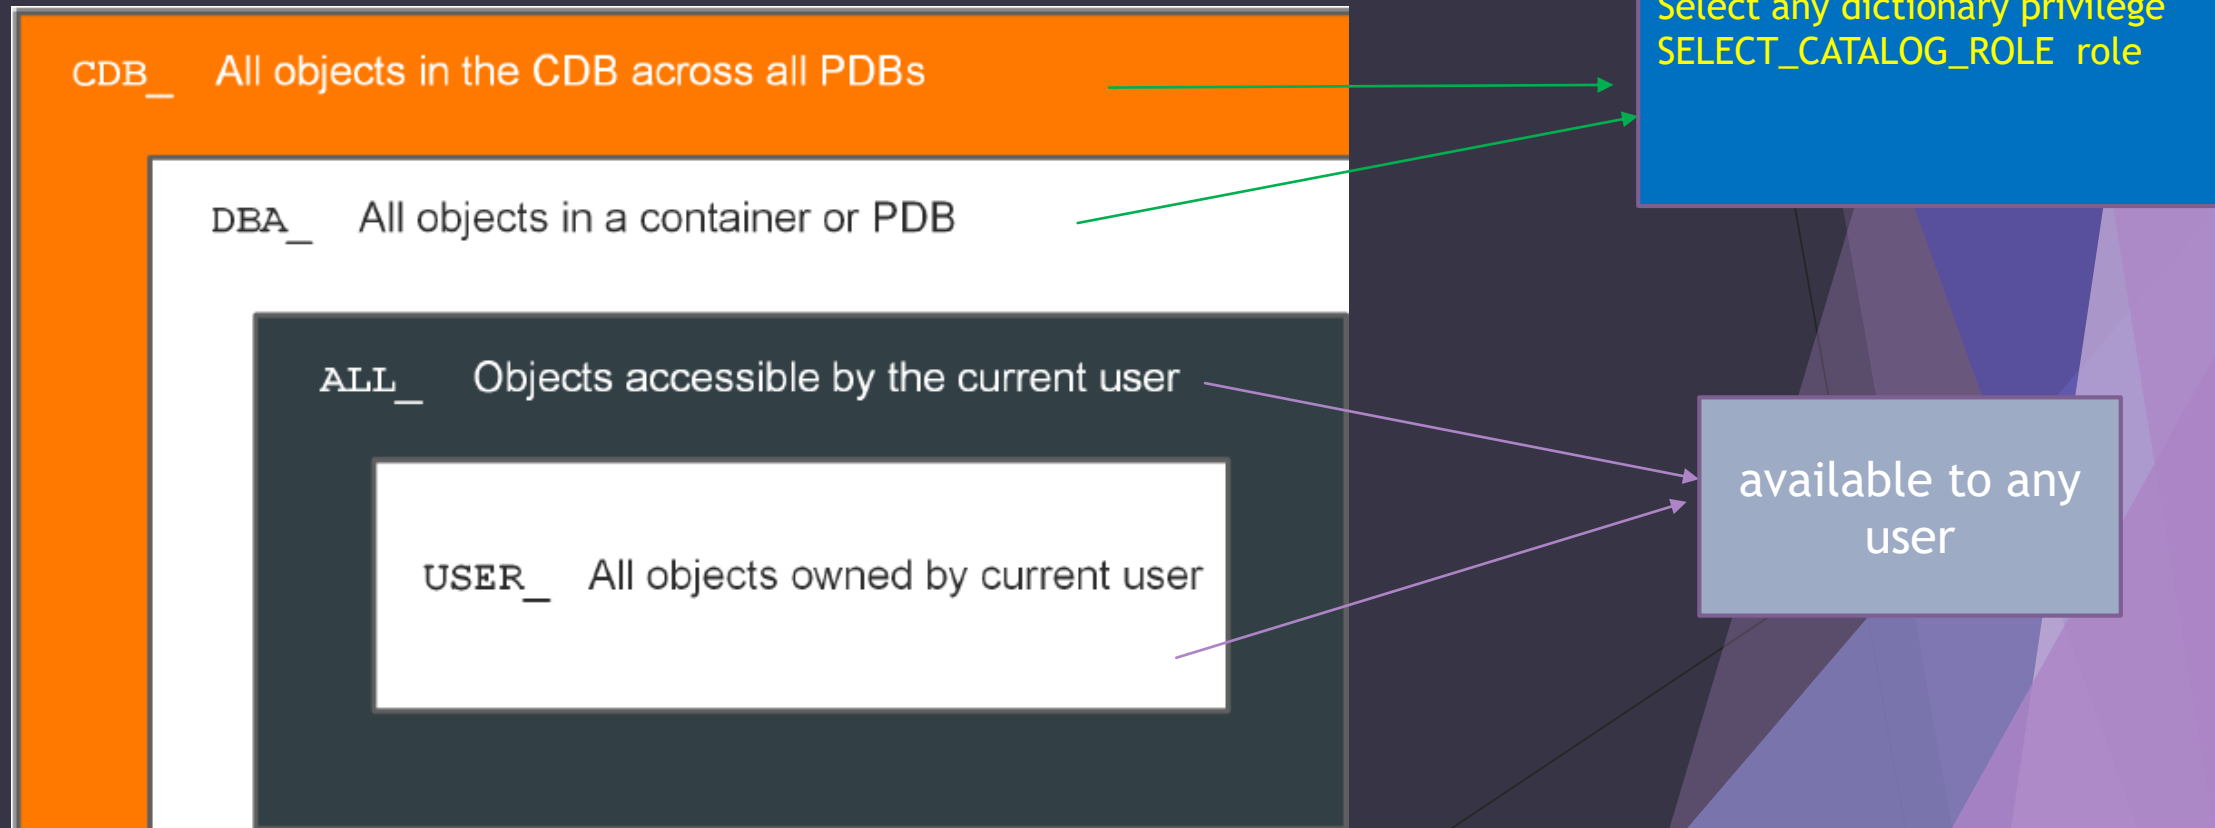 Select any dictionary privilege
SELECT_CATALOG_ROLE role
CDB_ All objects in the CDB across all PDBs
DBA_ All objects in a container or PDB
ALL_ Objects accessible by the current user
available to any
user
USER_ All objects owned by current user